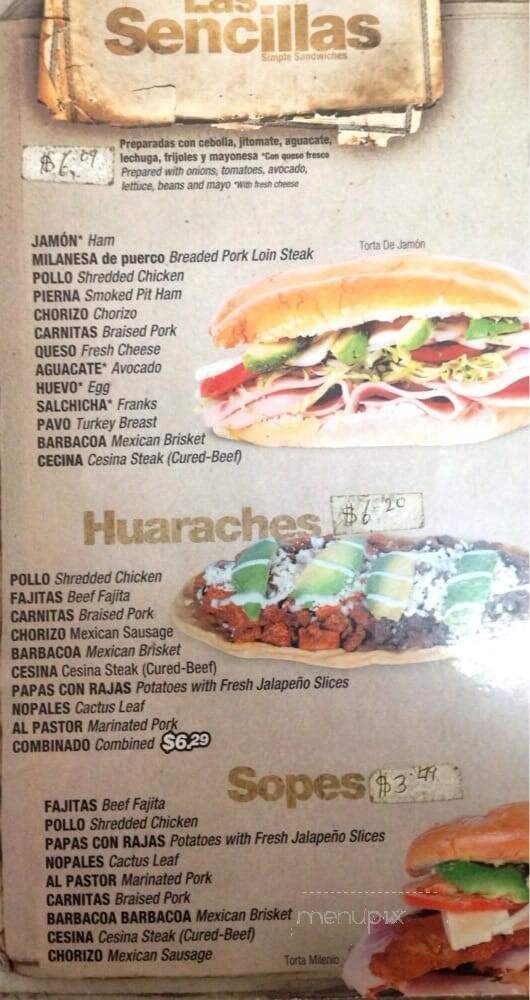 Las
Sencillas
Simple Sandwiches
Preparadas con cebolla, jitomate, aguacate,
lechuga, frijoles y mayonesa *Con queso fresco
Prepared with onions, tomatoes, avocado,
lettuce, beans and mayo *With fresh cheese
JAMÓN* Ham
MILANESA de puerco Breaded Pork Loin Steak
Torta De Jamón
POLLO Shredded Chicken
PIERNA Smoked Pit Ham
CHORIZO Chorizo
CARNITAS Braised Pork
QUESO Fresh Cheese
AGUACATE* Avocado
HUEVO* Egg
SALCHICHA* Franks
PAVO Turkey Breast
BARBACOA Mexican Brisket
CECINA Cesina Steak (Cured-Beef)
Huaraches $6.20
POLLO Shredded Chicken
FAJITAS Beef Fajita
CARNITAS Braised Pork
CHORIZO Mexican Sausage
BARBACOA Mexican Brisket
CESINA Cesina Steak (Cured-Beef)
PAPAS CON RAJAS Potatoes with Fresh Jalapeño Slices
NOPALES Cactus Leaf
AL PASTOR Marinated Pork
COMBINADO Combined $6.29
Sopes
FAJITAS Beef Fajita
POLLO Shredded Chicken
PAPAS CON RAJAS Potatoes with Fresh Jalapeño Slices
NOPALES Cactus Leaf
AL PASTOR Marinated Pork
CARNITAS Braised Pork
BARBACOA BARBACOA Mexican Brisket
CESINA Cesina Steak (Cured-Beef)
CHORIZO Mexican Sausage
menupix
Torta Milenio